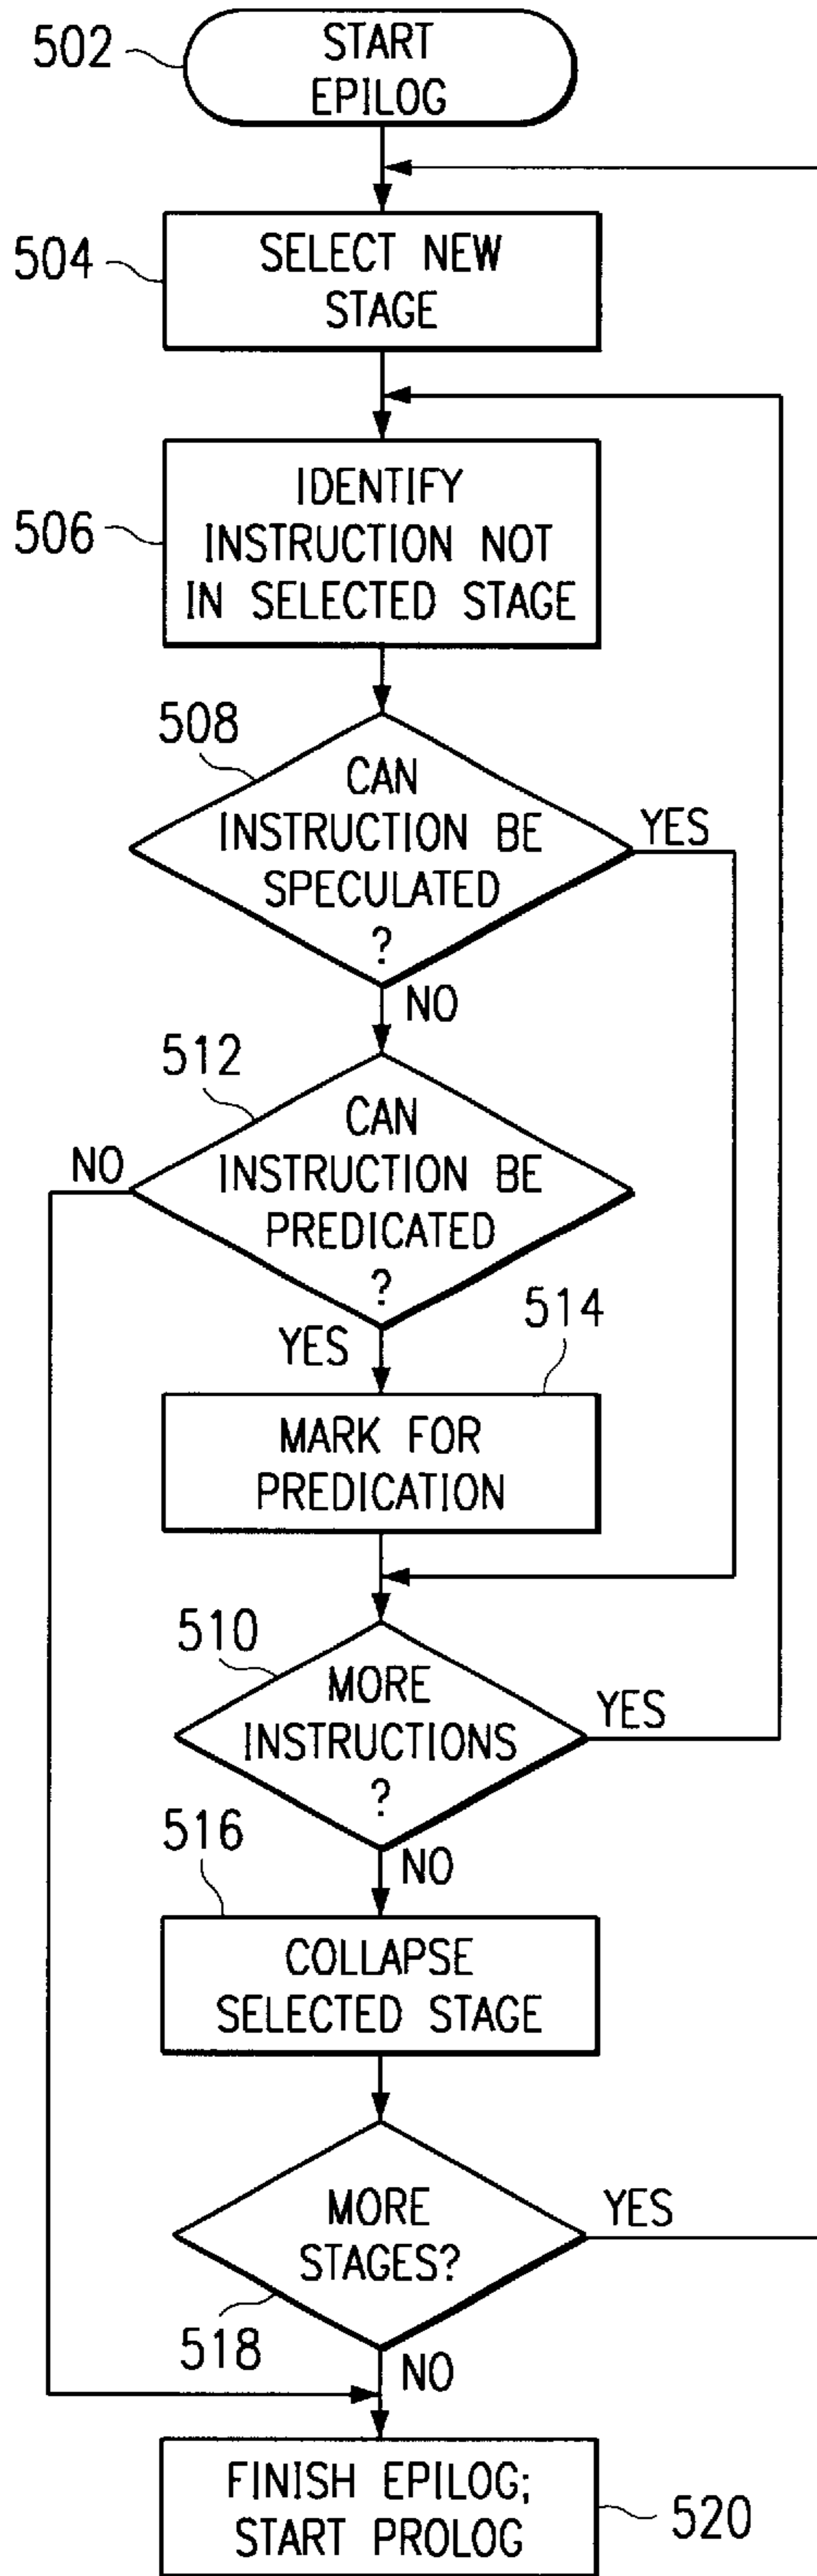 502
START
EPILOG
504
SELECT NEW
STAGE
506
IDENTIFY
INSTRUCTION NOT
IN SELECTED STAGE
508
CAN
INSTRUCTION BE
SPECULATED
?
YES
NO
512
CAN
INSTRUCTION BE
PREDICATED
?
NO
YES
514
MARK FOR
PREDICATION
510
MORE
INSTRUCTIONS
?
YES
NO
516
COLLAPSE
SELECTED STAGE
MORE
STAGES?
YES
518
NO
FINISH EPILOG;
START PROLOG
520